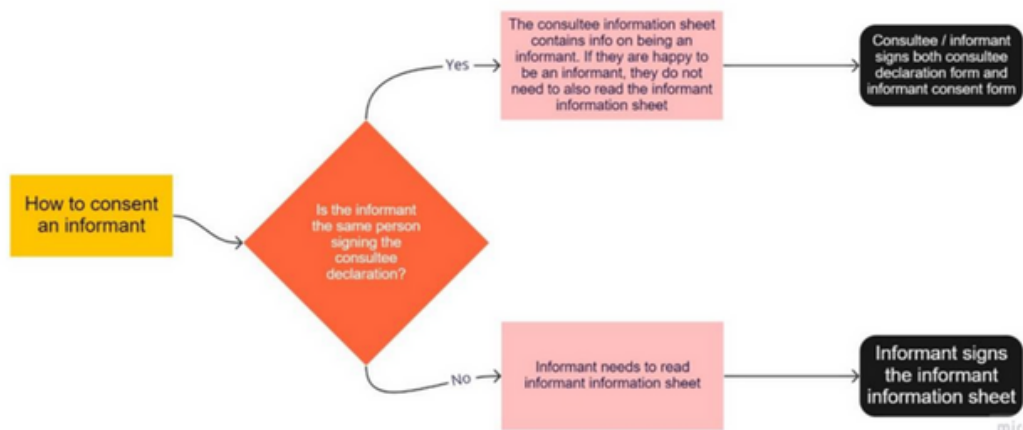 How to consent
an informant
Is the informant
the same person
signing the
consultee
declaration?
Yes
The consultee information sheet
contains info on being an
informant. If they are happy to
be an informant, they do not
need to also read the informant
information sheet
Consultee / informant
signs both consultee
declaration form and
informant consent form
No
Informant needs to read
informant information sheet
Informant signs
the informant
information sheet